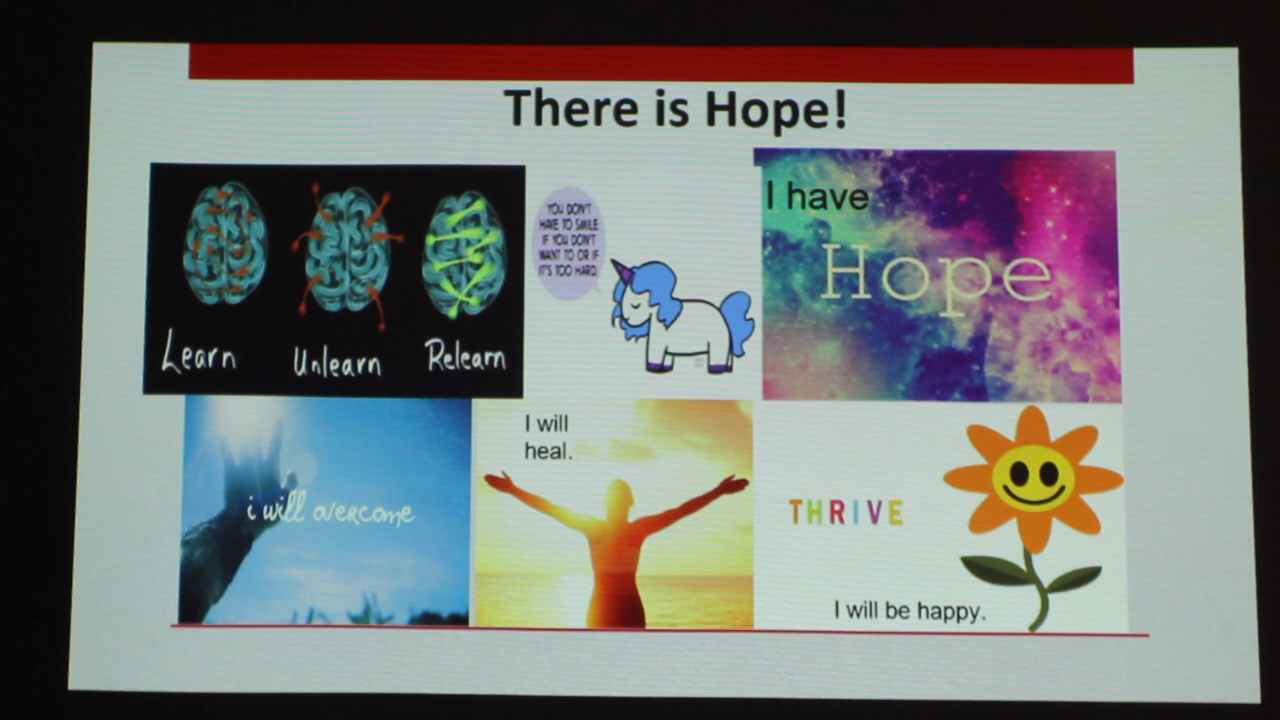 There is Hope!
Learn Unlearn Relearn
YOU DON'T
HAVE TO SMILE
IF YOU DON'T
WANT TO OR IF
IT'S TOO HARD.
I have
Hope
i will overcome
I will
heal.
THRIVE
I will be happy.